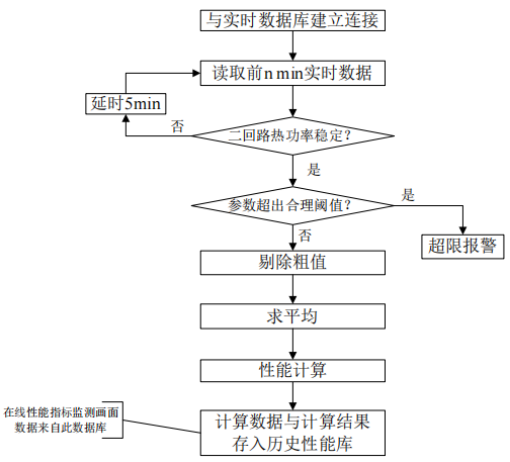 与实时数据库建立连接
读取前n min实时数据
延时5min
否
二回路热功率稳定？
是
参数超出合理阈值？
是
否
超限报警
剔除粗值
求平均
性能计算
在线性能指标监测画面
数据来自此数据库
计算数据与计算结果
存入历史性能库